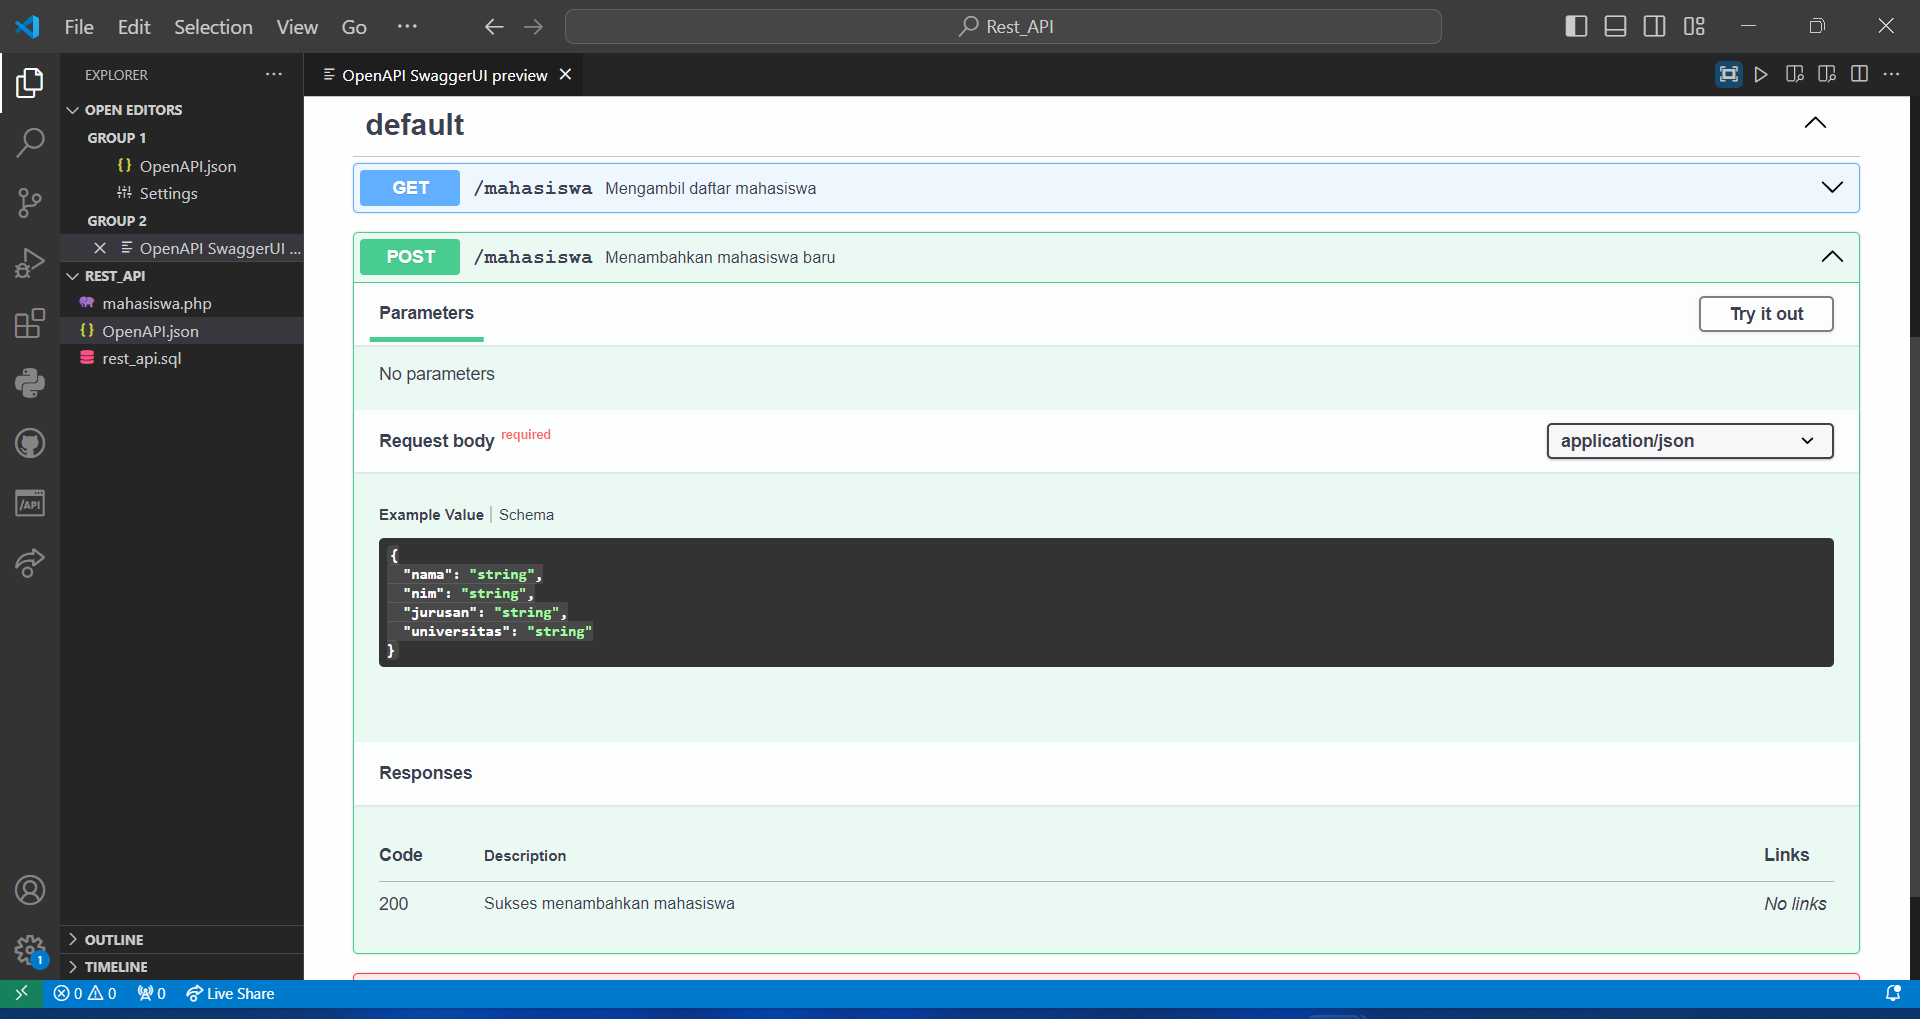 File Edit Selection View Go ···
Rest_API
EXPLORER ···
OpenAPI SwaggerUI preview
OPEN EDITORS
GROUP 1
{} OpenAPI.json
Settings
GROUP 2
OpenAPI SwaggerUI ...
REST_API
mahasiswa.php
{} OpenAPI.json
rest_api.sql
/API
OUTLINE
TIMELINE
1
default
GET /mahasiswa Mengambil daftar mahasiswa
POST /mahasiswa Menambahkan mahasiswa baru
Parameters
Try it out
No parameters
Request body required
application/json
Example Value | Schema
{
"nama": "string",
"nim": "string",
"jurusan": "string",
"universitas": "string"
}
Responses
Code Description Links
200 Sukses menambahkan mahasiswa No links
0 0 0 Live Share